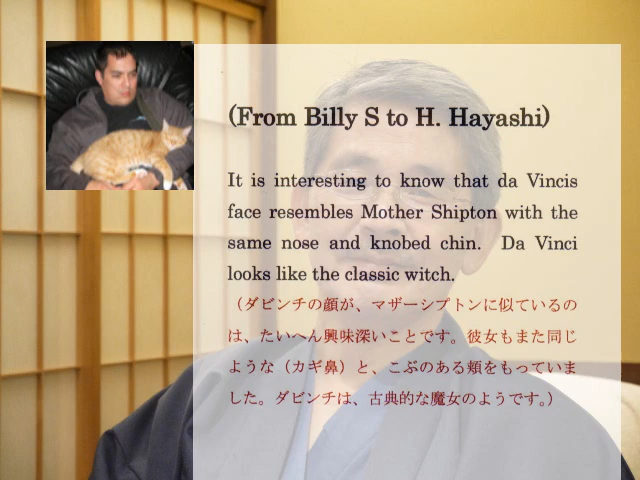 (From Billy S to H. Hayashi)
It is interesting to know that da Vincis
face resembles Mother Shipton with the
same nose and knobed chin. Da Vinci
looks like the classic witch.
（ダビンチの顔が、マザーシプトンに似ているの
は、たいへん興味深いことです。彼女もまた同じ
ような（カギ鼻）と、こぶのある頬をもっていま
した。ダビンチは、古典的な魔女のようです。）